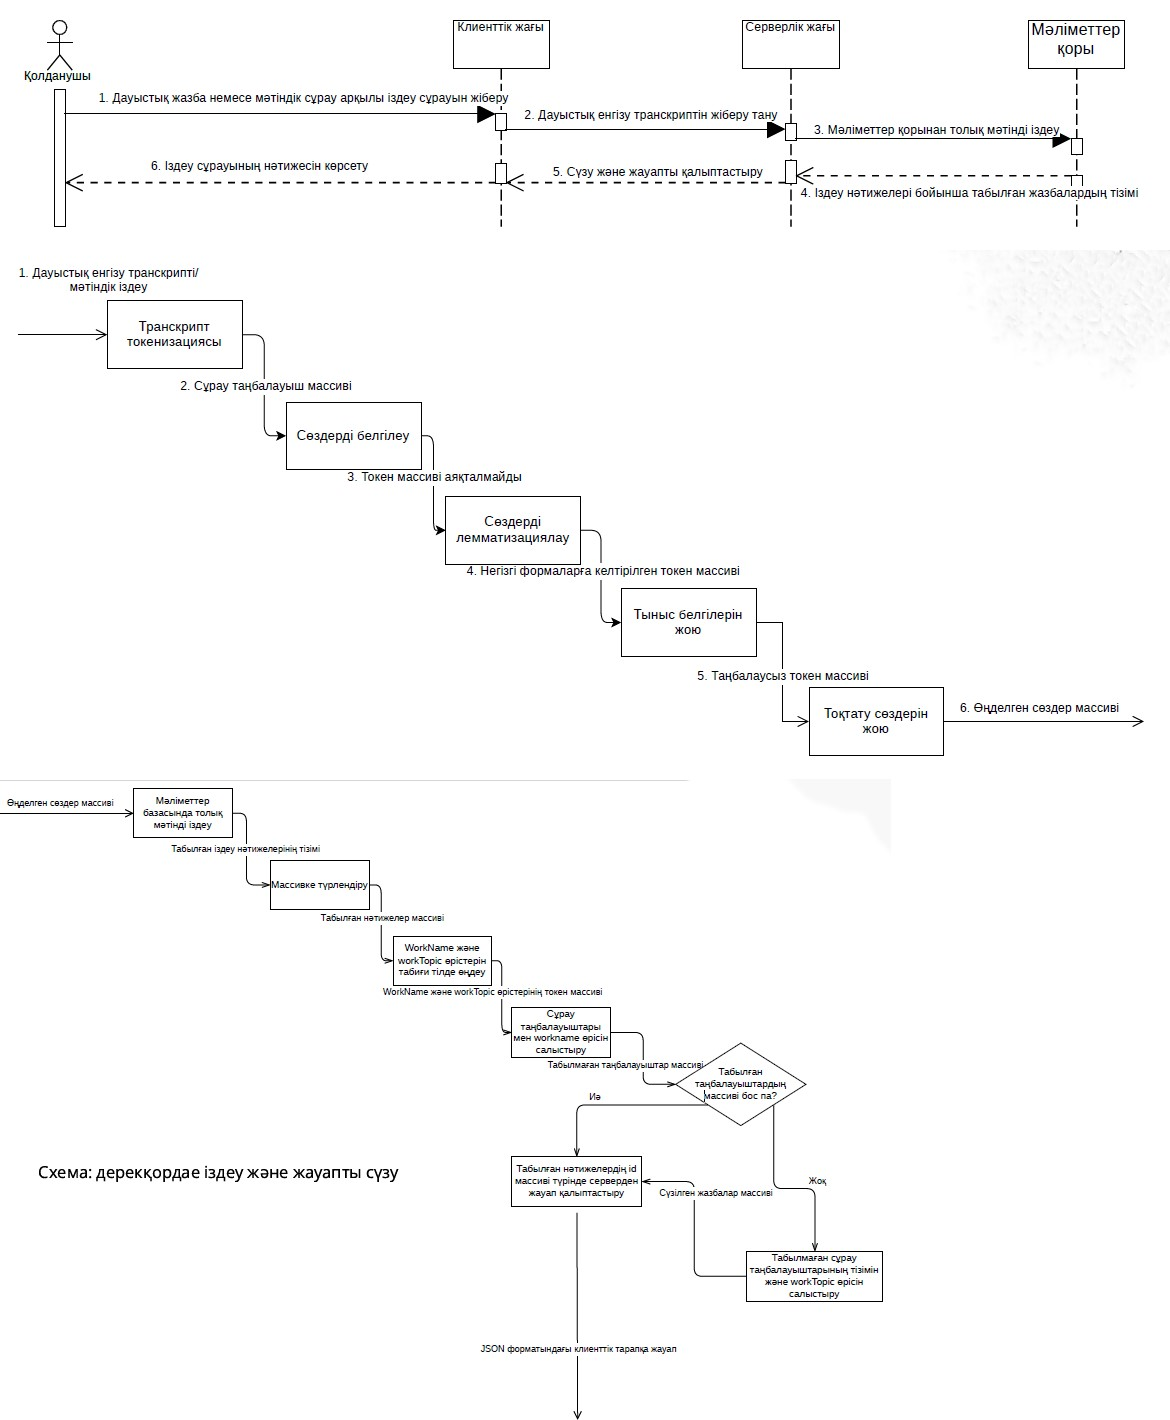 Клиенттік жағы
Серверлік жағы
Мәліметтер
қоры
Қолданушы
1. Дауыстық жазба немесе мәтіндік сұрау арқылы іздеу сұрауын жіберу
2. Дауыстық енгізу транскриптін жіберу тану
3. Мәліметтер қорынан толық мәтінді іздеу
6. Іздеу сұрауының нәтижесін көрсету
5. Сүзу және жауапты қалыптастыру
4. Іздеу нәтижелері бойынша табылған жазбалардың тізімі
1. Дауыстық енгізу транскрипті/
мәтіндік іздеу
Транскрипт
токенизациясы
2. Сұрау таңбалауыш массиві
Сөздерді белгілеу
3. Токен массиві аяқталмайды
Сөздерді
лемматизациялау
4. Негізгі формаларға келтірілген токен массиві
Тыныс белгілерін
жою
5. Таңбалаусыз токен массиві
Тоқтату сөздерін
жою
6. Өңделген сөздер массиві
Өңделген сөздер массиві
Мәліметтер
базасында толық
мәтінді іздеу
Табылған іздеу нәтижелерінің тізімі
Массивке түрлендіру
Табылған нәтижелер массиві
WorkName және
workTopic өрістерін
табиғи тілде өңдеу
WorkName және workTopic өрістерінің токен массиві
Сұрау
таңбалауыштары
мен workname өрісін
салыстыру
Табылмаған таңбалауыштар массиві
Табылған
таңбалауыштардың
массиві бос па?
Иә
Табылған нәтижелердің id
массиві түрінде серверден
жауап қалыптастыру
Схема: дерекқордае іздеу және жауапты сүзу
Жоқ
Сүзілген жазбалар массиві
Табылмаған сұрау
таңбалауыштарының тізімін
және workTopic өрісін
салыстыру
JSON форматындағы клиенттік тарапқа жауап